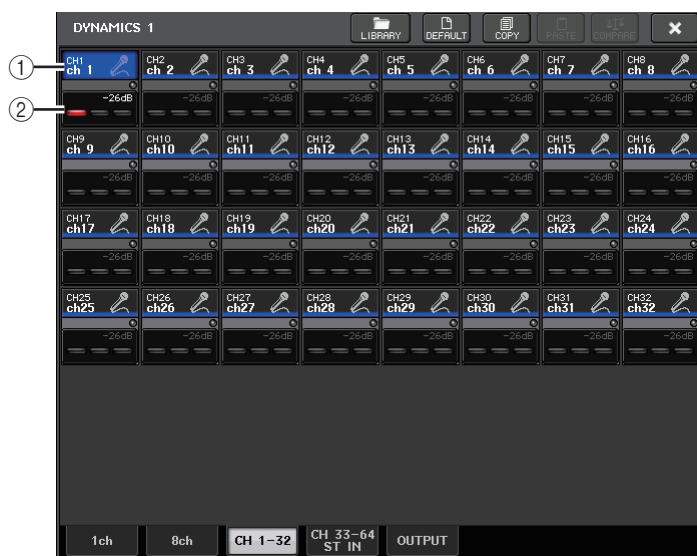 DYNAMICS 1
LIBRARY DEFAULT COPY PASTE COMPARE
① CH1 CH2 CH3 CH4 CH5 CH6 CH7 CH8
ch 1 ch 2 ch 3 ch 4 ch 5 ch 6 ch 7 ch 8
② -26dB -26dB -26dB -26dB -26dB -26dB -26dB -26dB
CH9 CH10 CH11 CH12 CH13 CH14 CH15 CH16
ch 9 ch10 ch11 ch12 ch13 ch14 ch15 ch16
-26dB -26dB -26dB -26dB -26dB -26dB -26dB -26dB
CH17 CH18 CH19 CH20 CH21 CH22 CH23 CH24
ch17 ch18 ch19 ch20 ch21 ch22 ch23 ch24
-26dB -26dB -26dB -26dB -26dB -26dB -26dB -26dB
CH25 CH26 CH27 CH28 CH29 CH30 CH31 CH32
ch25 ch26 ch27 ch28 ch29 ch30 ch31 ch32
-26dB -26dB -26dB -26dB -26dB -26dB -26dB -26dB
1ch 8ch CH 1-32 CH 33-64 OUTPUT
ST IN